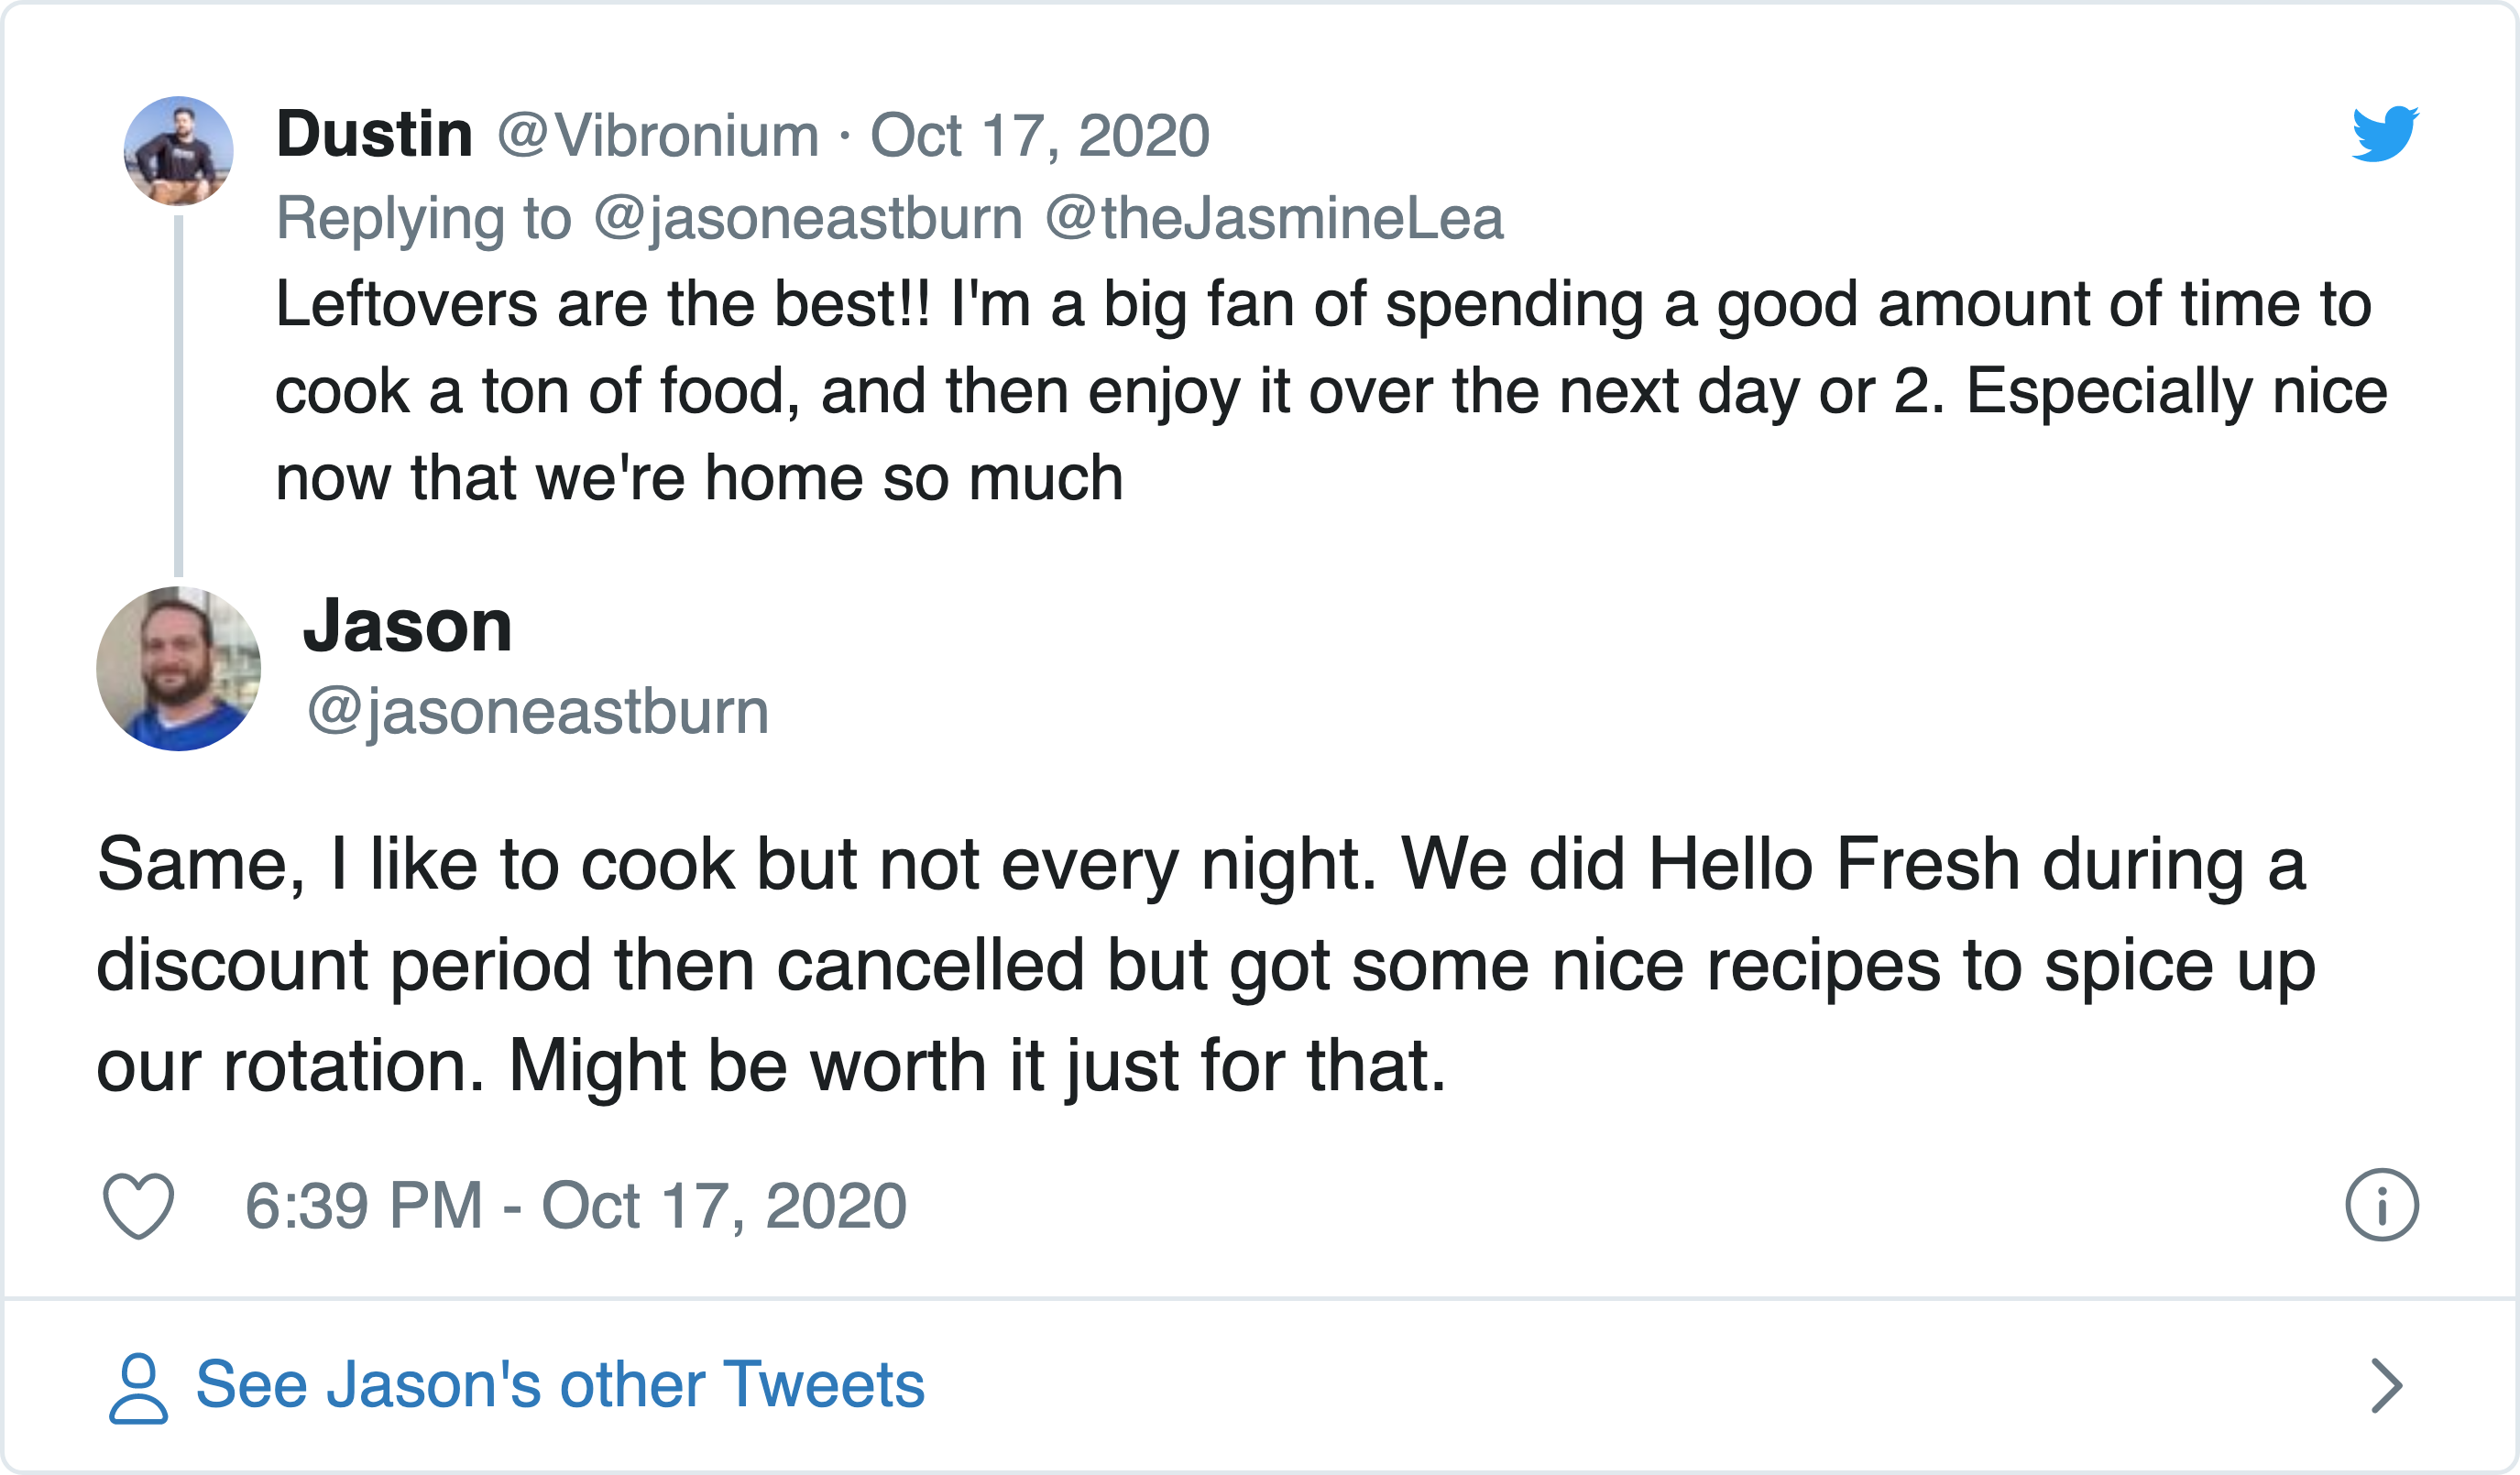 Dustin @Vibronium · Oct 17, 2020
Replying to @jasoneastburn @theJasmineLea
Leftovers are the best!! I'm a big fan of spending a good amount of time to
cook a ton of food, and then enjoy it over the next day or 2. Especially nice
now that we're home so much
Jason
@jasoneastburn
Same, I like to cook but not every night. We did Hello Fresh during a
discount period then cancelled but got some nice recipes to spice up
our rotation. Might be worth it just for that.
6:39 PM - Oct 17, 2020
See Jason's other Tweets